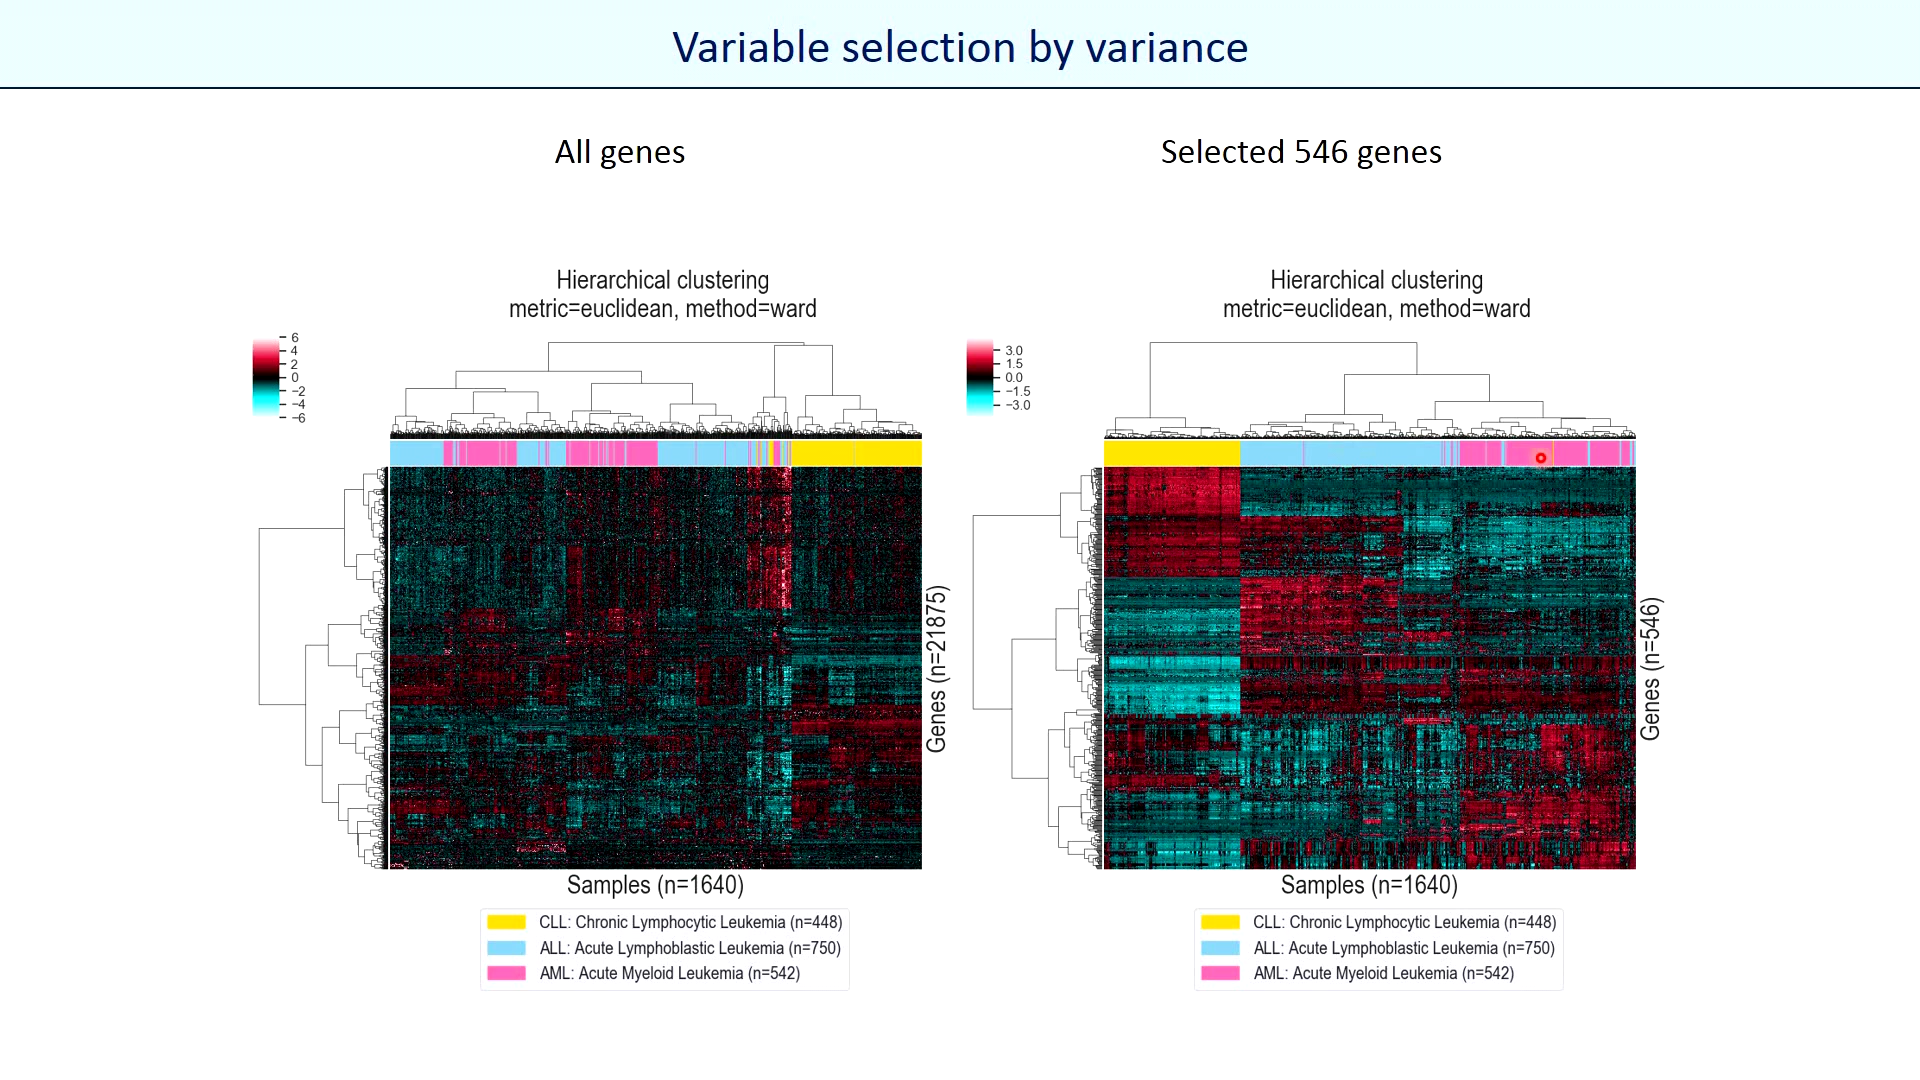 Variable selection by variance
All genes
Hierarchical clustering
metric=euclidean, method=ward
6
4
2
0
−2
−4
−6
Genes (n=21875)
Samples (n=1640)
CLL: Chronic Lymphocytic Leukemia (n=448)
ALL: Acute Lymphoblastic Leukemia (n=750)
AML: Acute Myeloid Leukemia (n=542)
Selected 546 genes
Hierarchical clustering
metric=euclidean, method=ward
3.0
1.5
0.0
−1.5
−3.0
Genes (n=546)
Samples (n=1640)
CLL: Chronic Lymphocytic Leukemia (n=448)
ALL: Acute Lymphoblastic Leukemia (n=750)
AML: Acute Myeloid Leukemia (n=542)